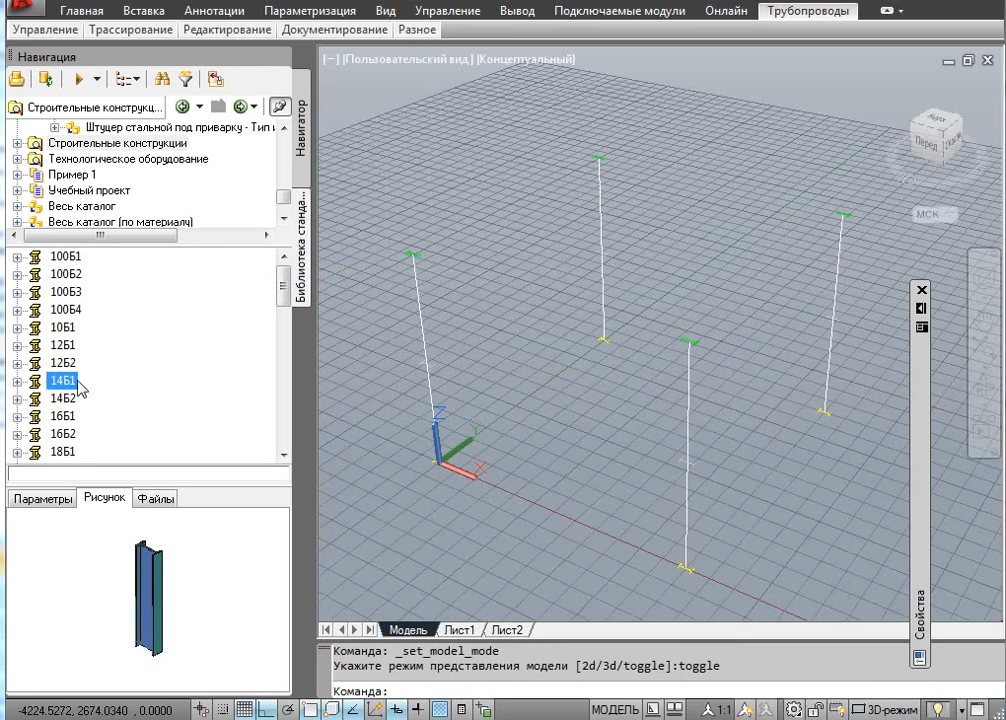 Главная Вставка Аннотации Параметризация Вид Управление Вывод Подключаемые модули Онлайн Трубопроводы
Управление Трассирование Редактирование Документирование Разное
Навигация
[−][Пользовательский вид][Концептуальный]
Строительные конструкц...
Штуцер стальной под приварку - Тип
Строительные конструкции
Технологическое оборудование
Пример 1
Учебный проект
Весь каталог
Весь каталог (по материалу)
Навигатор
Библиотека станда...
100Б1
100Б2
100Б3
100Б4
10Б1
12Б1
12Б2
14Б1
14Б2
16Б1
16Б2
18Б1
Параметры Рисунок Файлы
Перед
МСК
Z
Y
X
Свойства
Модель Лист1 Лист2
Команда: _set_model_mode
Укажите режим представления модели [2d/3d/toggle]:toggle
Команда:
-4224.5272, 2674.0340 , 0.0000 МОДЕЛЬ 1:1 3D-режим